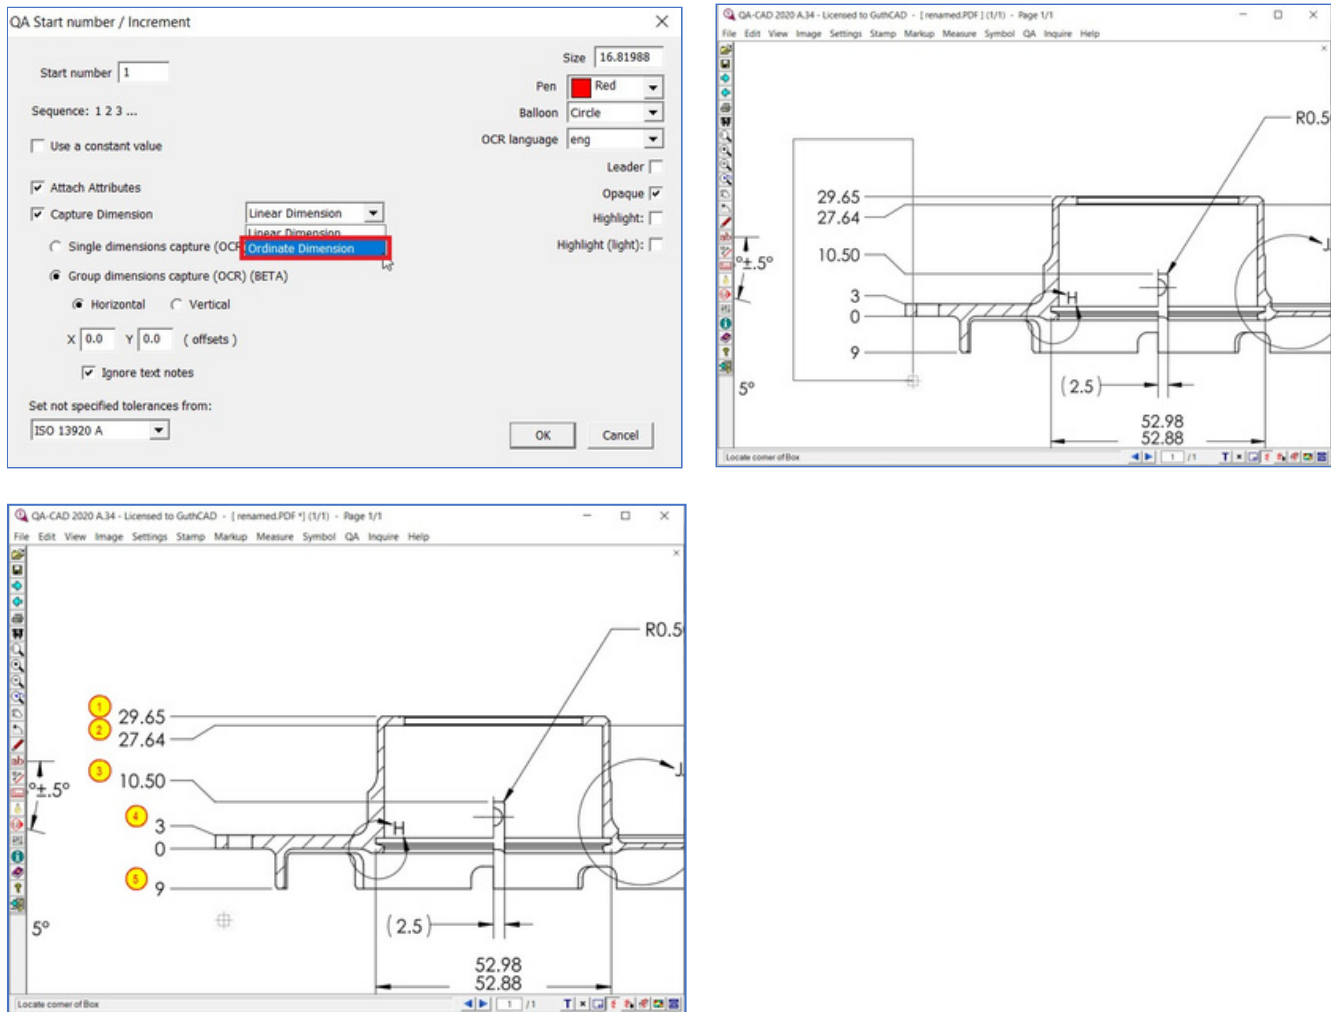 QA Start number / Increment
Start number 1
Sequence: 1 2 3 ...
Use a constant value
Attach Attributes
Capture Dimension Linear Dimension
Linear Dimension
Single dimensions capture (OCR Ordinate Dimension
Group dimensions capture (OCR) (BETA)
Horizontal Vertical
X 0.0 Y 0.0 ( offsets )
Ignore text notes
Set not specified tolerances from:
ISO 13920 A
Size 16.81988
Pen Red
Balloon Circle
OCR language eng
Leader
Opaque
Highlight:
Highlight (light):
OK Cancel
QA-CAD 2020 A.34 - Licensed to GuthCAD - [ renamed.PDF ] (1/1) - Page 1/1
File Edit View Image Settings Stamp Markup Measure Symbol QA Inquire Help
R0.5
29.65
27.64
10.50
°±.5°
J
3
H
0
9
5°
(2.5)
52.98
52.88
Locate corner of Box
1 /1 T
QA-CAD 2020 A.34 - Licensed to GuthCAD - [ renamed.PDF *] (1/1) - Page 1/1
File Edit View Image Settings Stamp Markup Measure Symbol QA Inquire Help
R0.5
1
29.65
2
27.64
3
10.50
J
°±.5°
4
3
H
0
5
9
5°
(2.5)
52.98
52.88
Locate corner of Box
1 /1 T